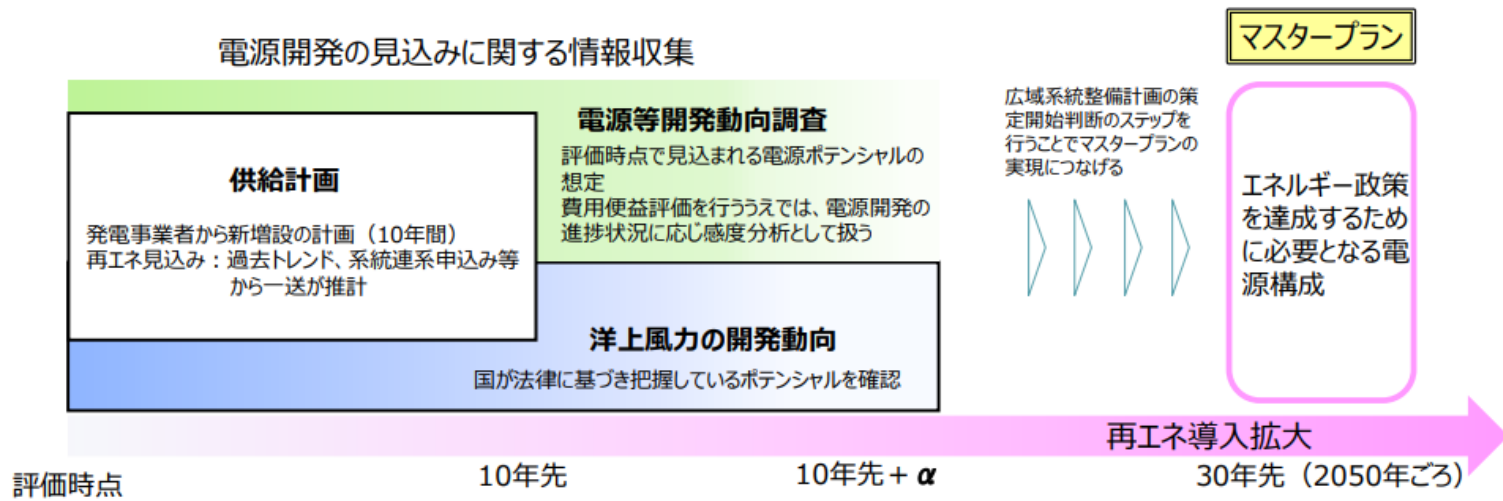 電源開発の見込みに関する情報収集
マスタープラン
供給計画
発電事業者から新増設の計画（10年間）
再エネ見込み：過去トレンド、系統連系申込み等
から一送が推計
電源等開発動向調査
評価時点で見込まれる電源ポテンシャルの
想定
費用便益評価を行ううえでは、電源開発の
進捗状況に応じ感度分析として扱う
洋上風力の開発動向
国が法律に基づき把握しているポテンシャルを確認
広域系統整備計画の策
定開始判断のステップを
行うことでマスタープランの
実現につなげる
エネルギー政策
を達成するため
に必要となる電
源構成
再エネ導入拡大
評価時点
10年先
10年先+α
30年先（2050年ごろ）